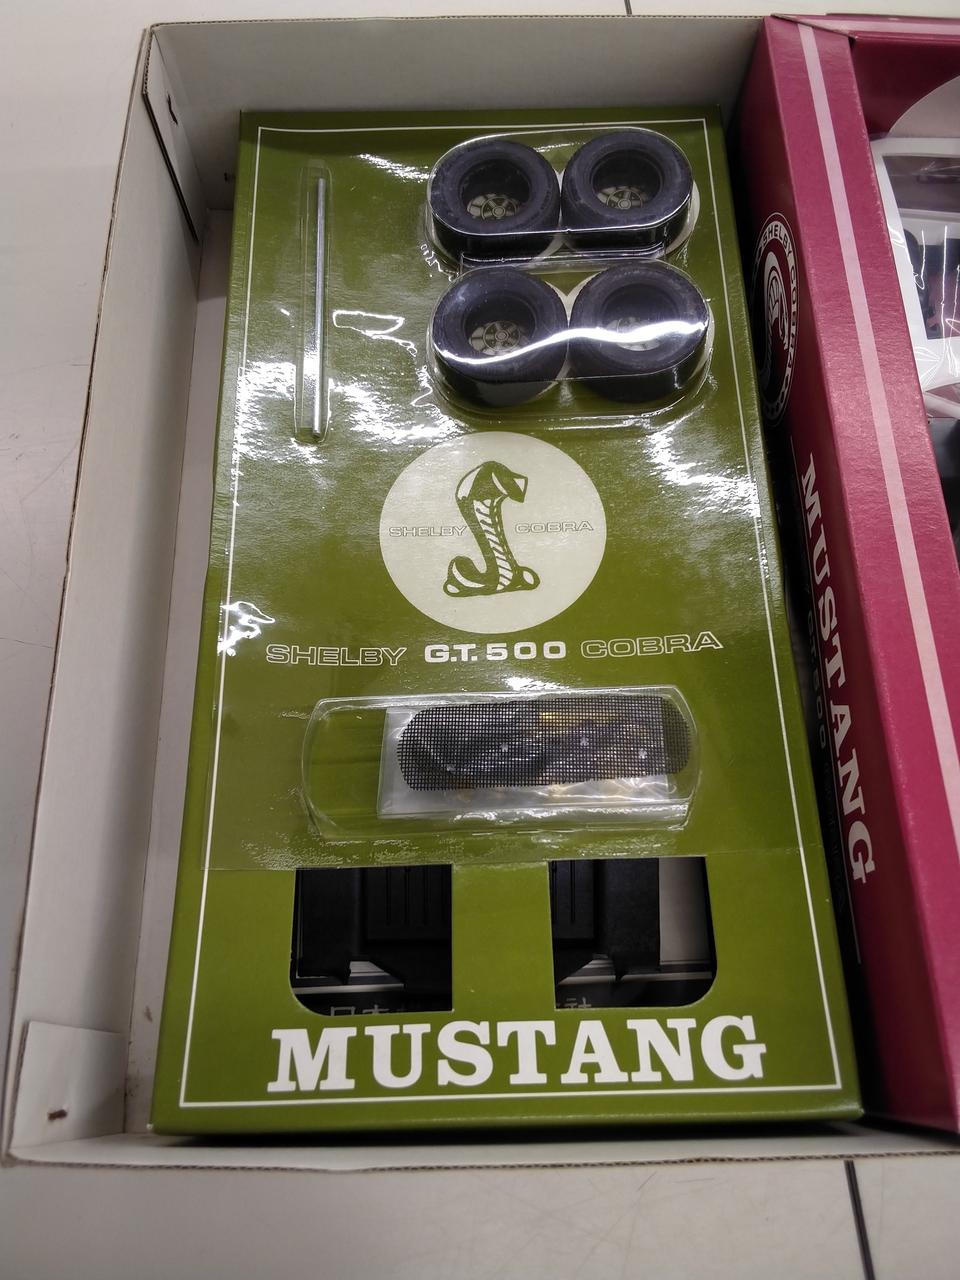 SHELBY COBRA
SHELBY G.T. 500 COBRA
MUSTANG
MUSTANG